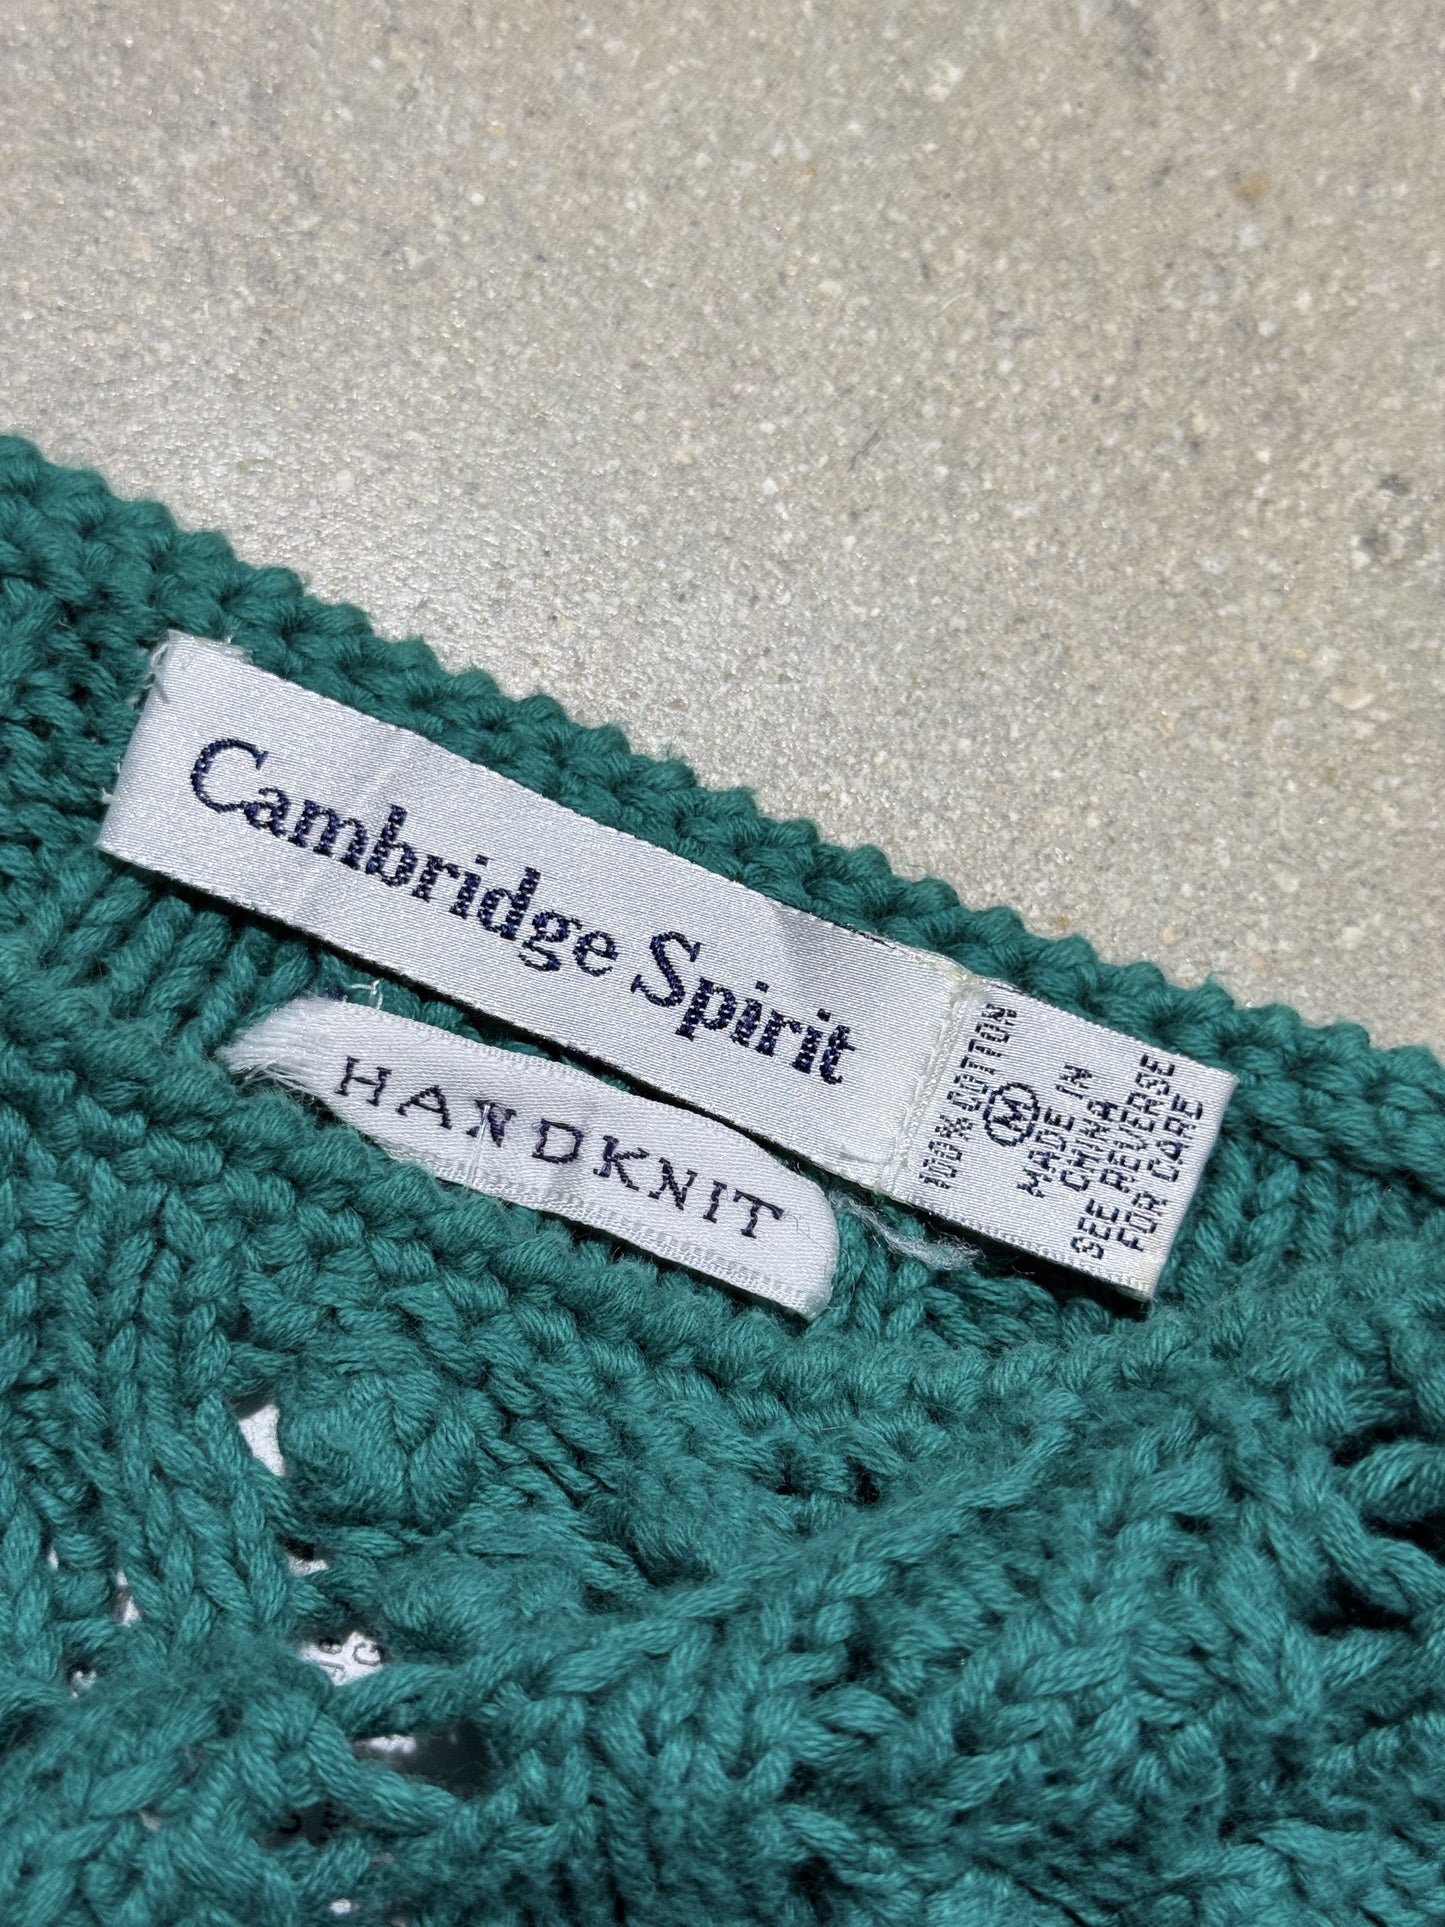 Cambridge Spirit
HANDKNIT
100% COTTON
M
MADE IN
CHINA
SEE REVERSE
FOR CARE